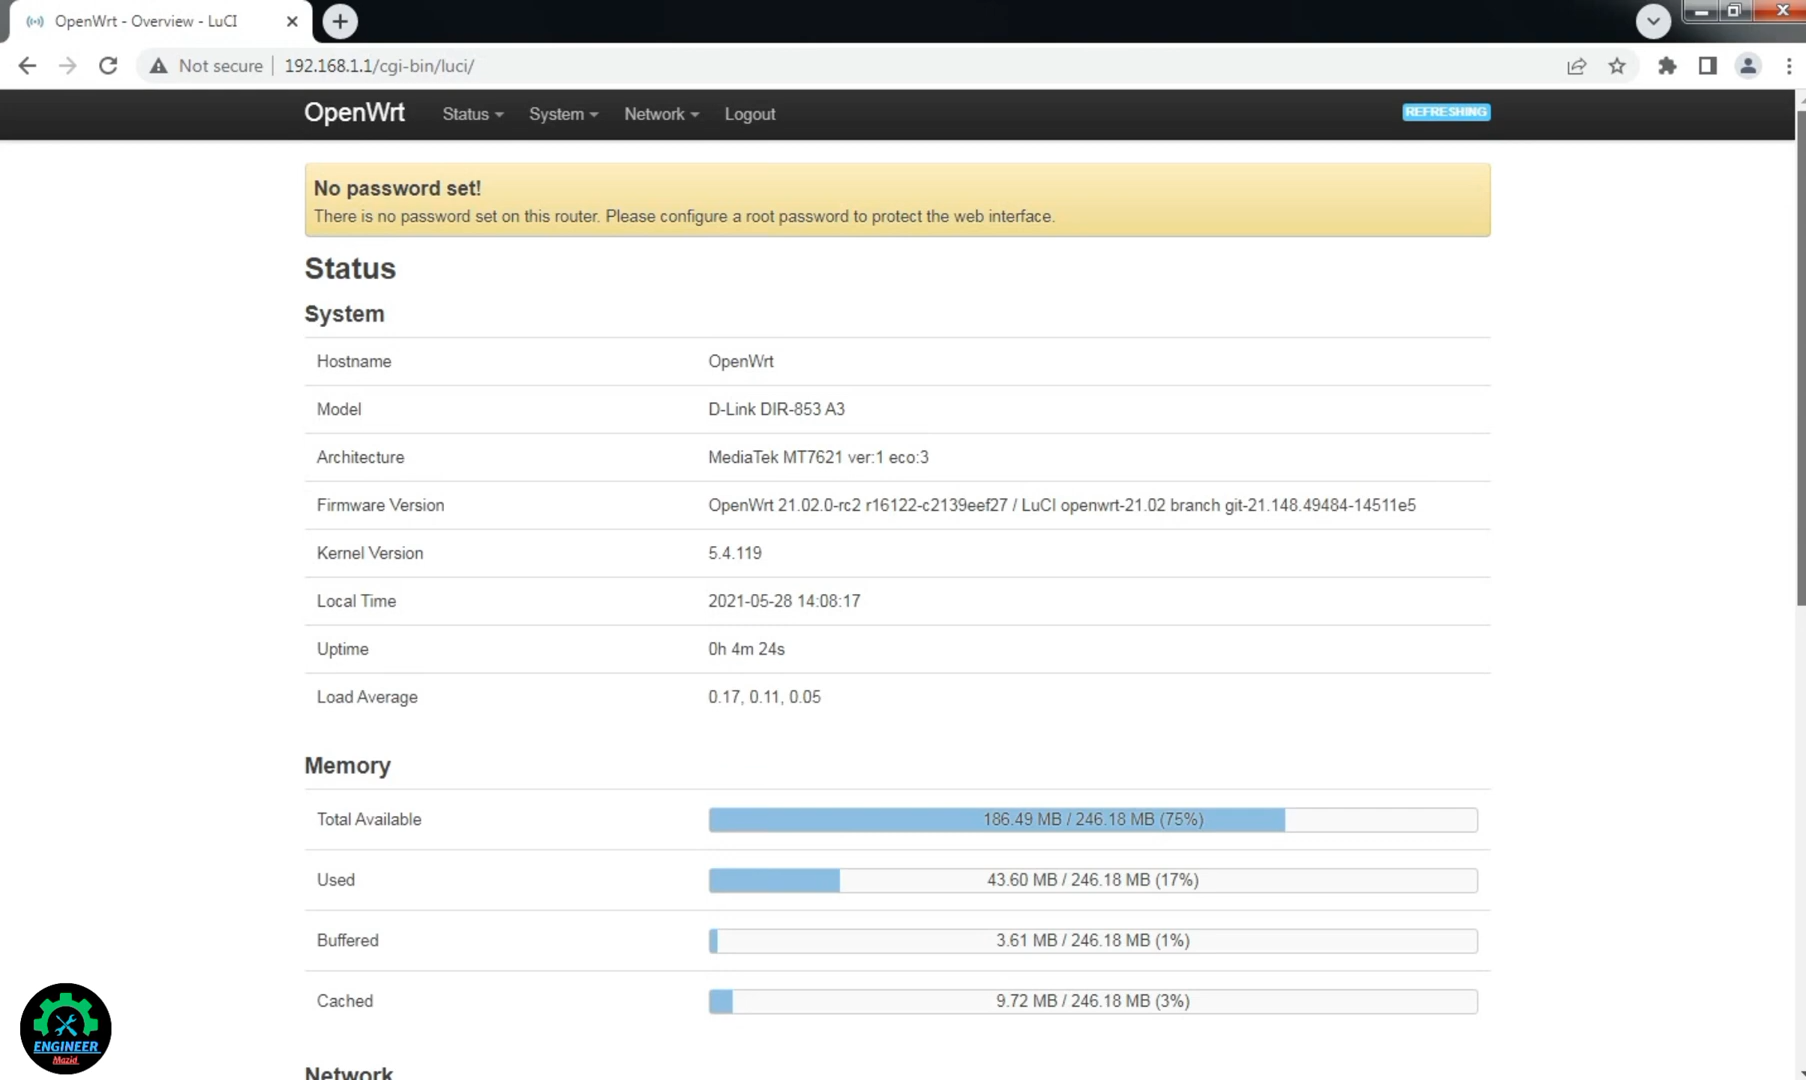 OpenWrt - Overview - LuCI
Not secure 192.168.1.1/cgi-bin/luci/
OpenWrt Status System Network Logout REFRESHING
No password set!
There is no password set on this router. Please configure a root password to protect the web interface.
Status
System
Hostname OpenWrt
Model D-Link DIR-853 A3
Architecture MediaTek MT7621 ver:1 eco:3
Firmware Version OpenWrt 21.02.0-rc2 r16122-c2139eef27 / LuCI openwrt-21.02 branch git-21.148.49484-14511e5
Kernel Version 5.4.119
Local Time 2021-05-28 14:08:17
Uptime 0h 4m 24s
Load Average 0.17, 0.11, 0.05
Memory
Total Available 186.49 MB / 246.18 MB (75%)
Used 43.60 MB / 246.18 MB (17%)
Buffered 3.61 MB / 246.18 MB (1%)
Cached 9.72 MB / 246.18 MB (3%)
ENGINEER
Mazid
Network